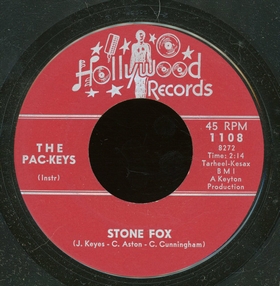 Hollywood
Records
THE
PAC-KEYS
(Instr)
45 RPM
1108
8272
Time: 2:14
Tarheel-Kesax
BMI
A Keyton
Production
STONE FOX
(J. Keyes - C. Aston - C. Cunningham)